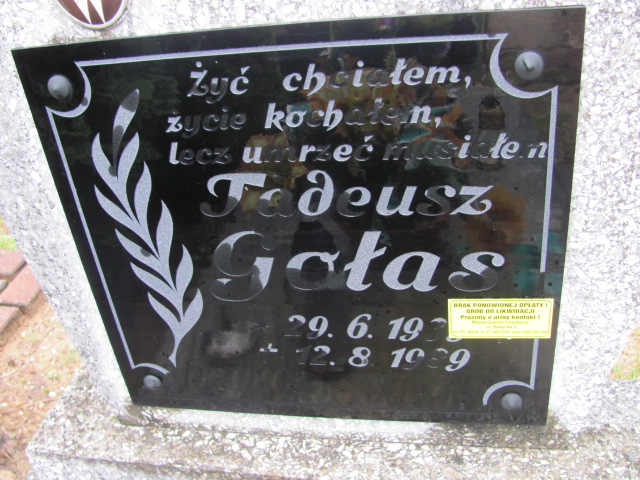 Żyć chciałem,
życie kochałem,
lecz umrzeć musiałem
Tadeusz
Gołas
29. 6.
+ 12. 8 1989
BRAK PONOWIONEJ OPŁATY !
GRÓB DO LIKWIDACJI
Prosimy o pilny kontakt !